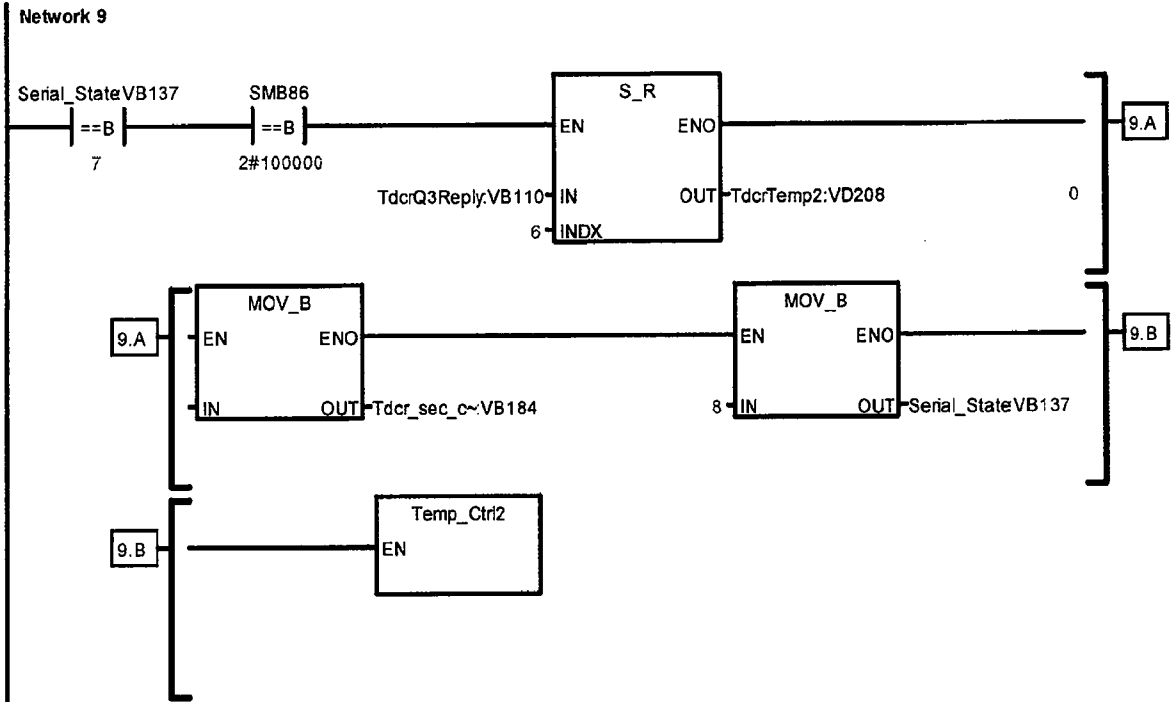 Network 9
Serial_State:VB137
SMB86
==B
==B
7
2#100000
S_R
EN
ENO
TdcrQ3Reply:VB110
IN
OUT
TdcrTemp2:VD208
6
INDX
0
9.A
9.A
MOV_B
EN
ENO
IN
OUT
Tdcr_sec_c~:VB184
MOV_B
EN
ENO
8
IN
OUT
Serial_State:VB137
9.B
9.B
Temp_Ctrl2
EN